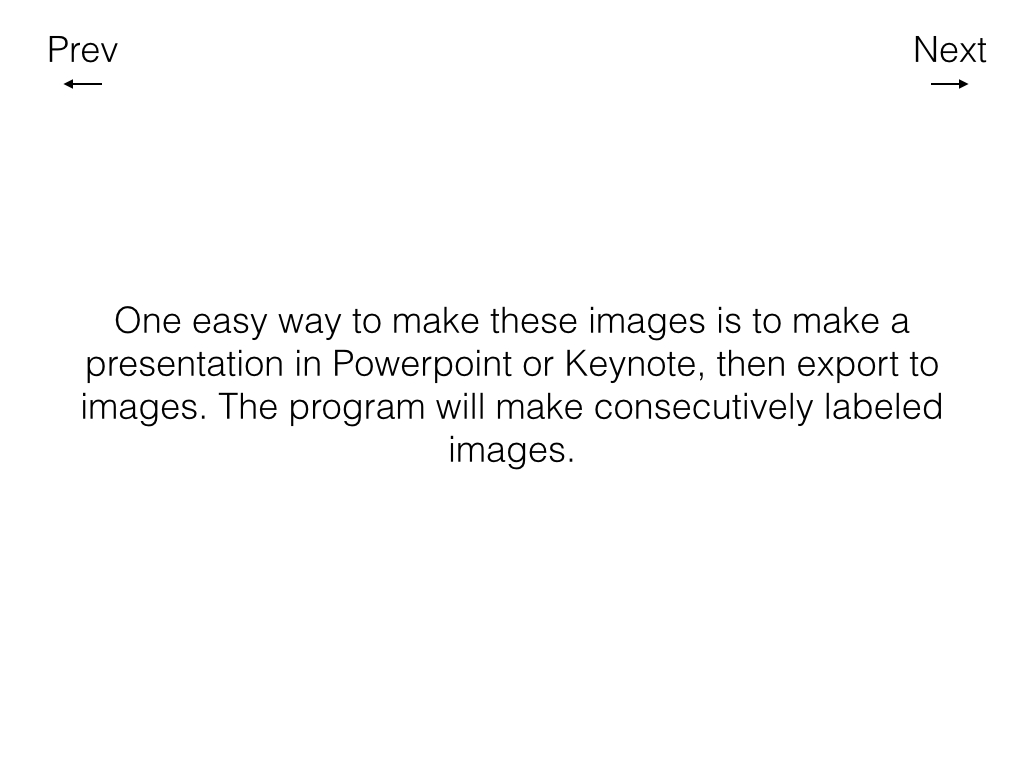 Prev
Next
One easy way to make these images is to make a
presentation in Powerpoint or Keynote, then export to
images. The program will make consecutively labeled
images.